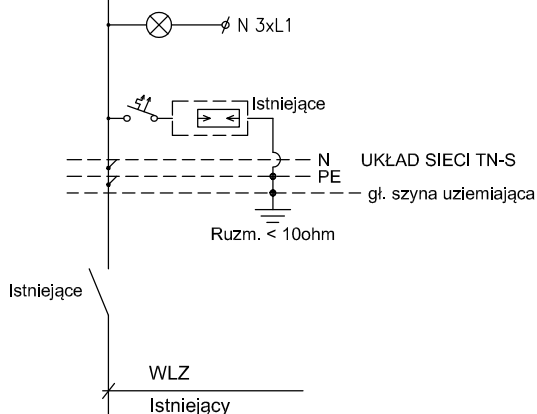 N 3xL1
Istniejące
N UKŁAD SIECI TN-S
PE
gł. szyna uziemiająca
Ruzm. < 10ohm
Istniejące
WLZ
Istniejący